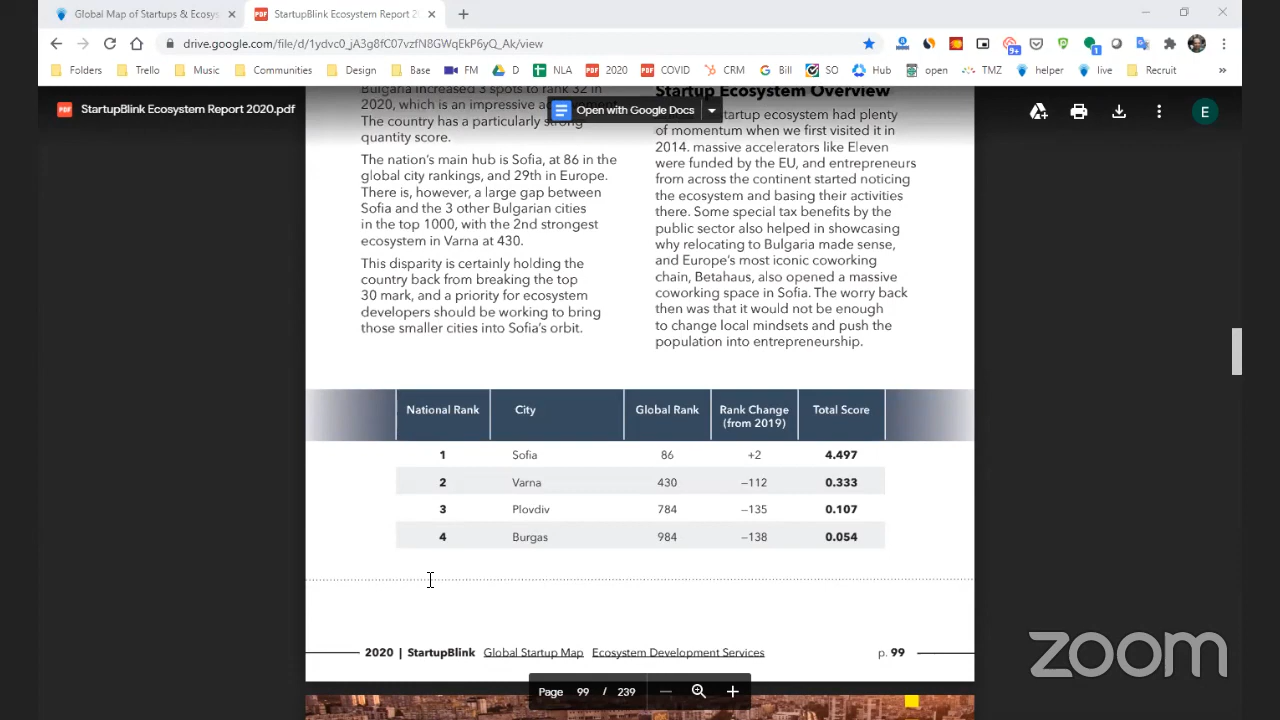 Global Map of Startups & Ecosys
StartupBlink Ecosystem Report 2
drive.google.com/file/d/1ydvc0_jA3g8fC07vzfN8GWqEkP6yQ_Ak/view
9+
1
Folders Trello Music Communities Design Base FM D NLA 2020 COVID CRM Bill SO Hub open TMZ helper live Recruit »
PDF StartupBlink Ecosystem Report 2020.pdf
Open with Google Docs
E
Bulgaria increased 3 spots to rank 32 in
2020, which is an impressive
The country has a particularly strong
quantity score.
The nation's main hub is Sofia, at 86 in the
global city rankings, and 29th in Europe.
There is, however, a large gap between
Sofia and the 3 other Bulgarian cities
in the top 1000, with the 2nd strongest
ecosystem in Varna at 430.
This disparity is certainly holding the
country back from breaking the top
30 mark, and a priority for ecosystem
developers should be working to bring
those smaller cities into Sofia's orbit.
Startup Ecosystem Overview
startup ecosystem had plenty
of momentum when we first visited it in
2014. massive accelerators like Eleven
were funded by the EU, and entrepreneurs
from across the continent started noticing
the ecosystem and basing their activities
there. Some special tax benefits by the
public sector also helped in showcasing
why relocating to Bulgaria made sense,
and Europe's most iconic coworking
chain, Betahaus, also opened a massive
coworking space in Sofia. The worry back
then was that it would not be enough
to change local mindsets and push the
population into entrepreneurship.
National Rank City Global Rank Rank Change (from 2019) Total Score
1 Sofia 86 +2 4.497
2 Varna 430 –112 0.333
3 Plovdiv 784 –135 0.107
4 Burgas 984 –138 0.054
2020 | StartupBlink Global Startup Map Ecosystem Development Services p. 99
Page 99 / 239
zoom